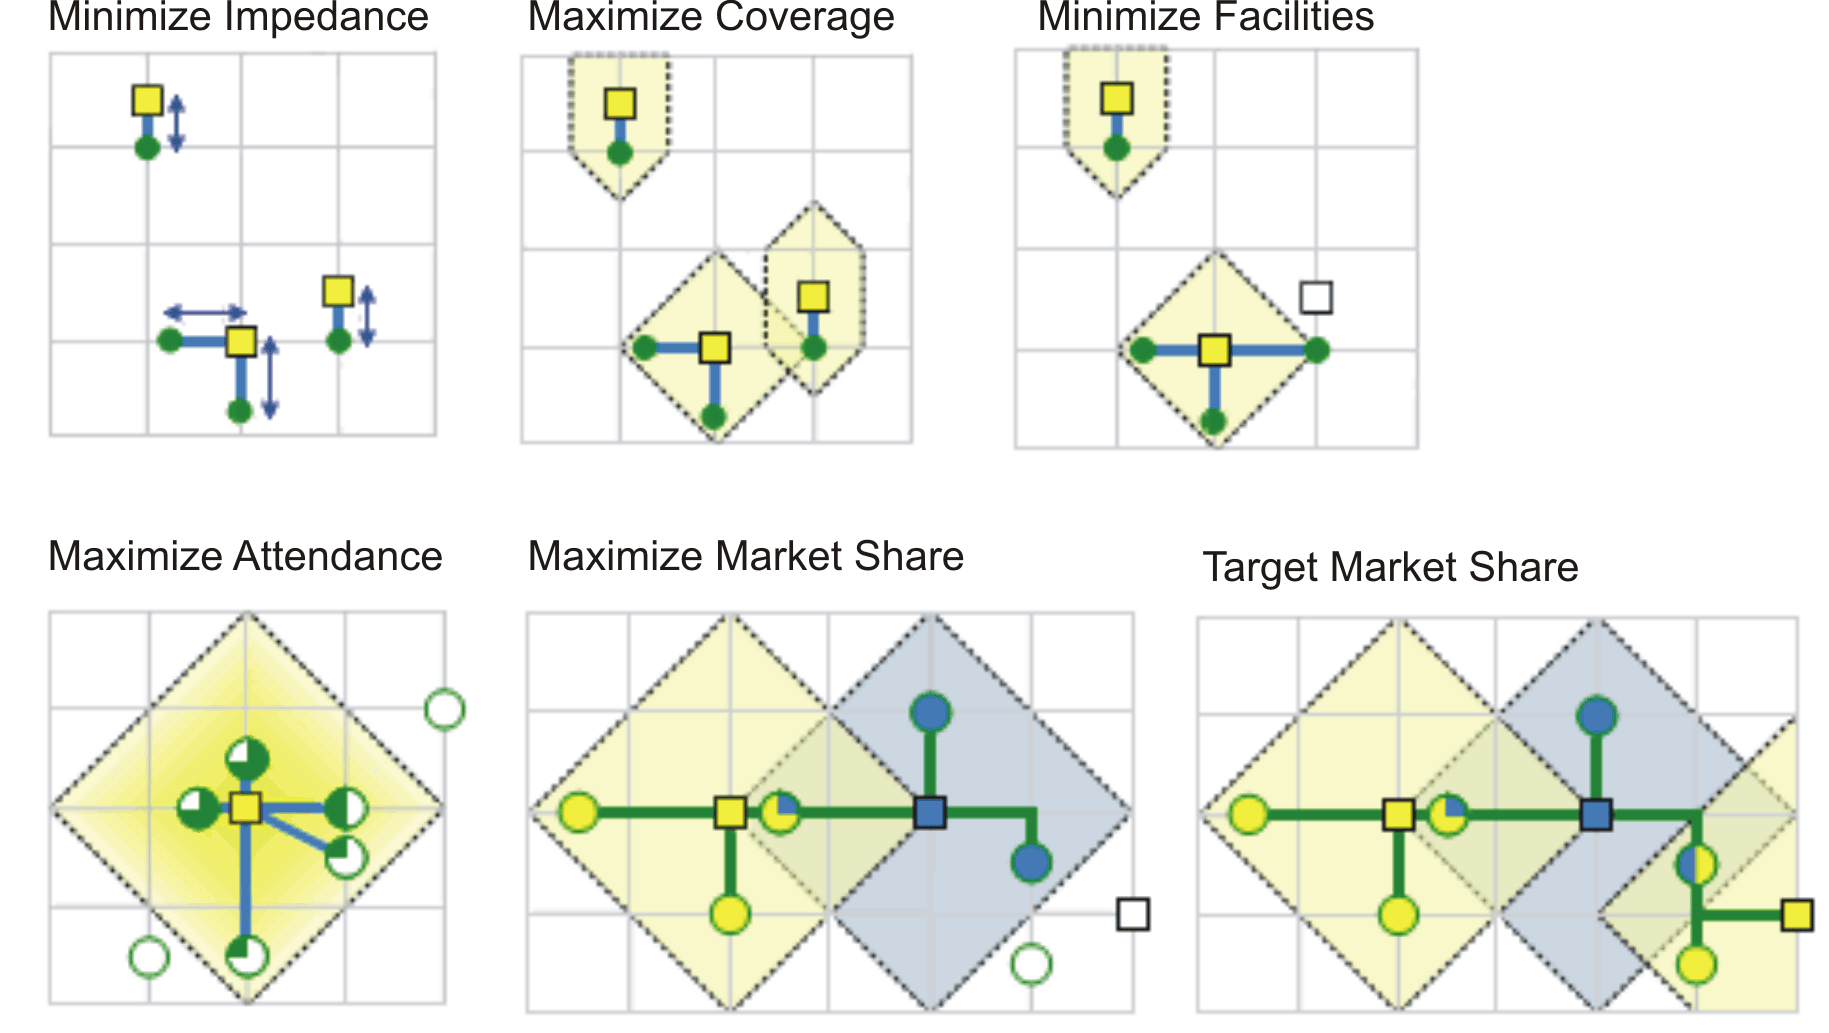 Minimize Impedance
Maximize Coverage
Minimize Facilities
Maximize Attendance
Maximize Market Share
Target Market Share